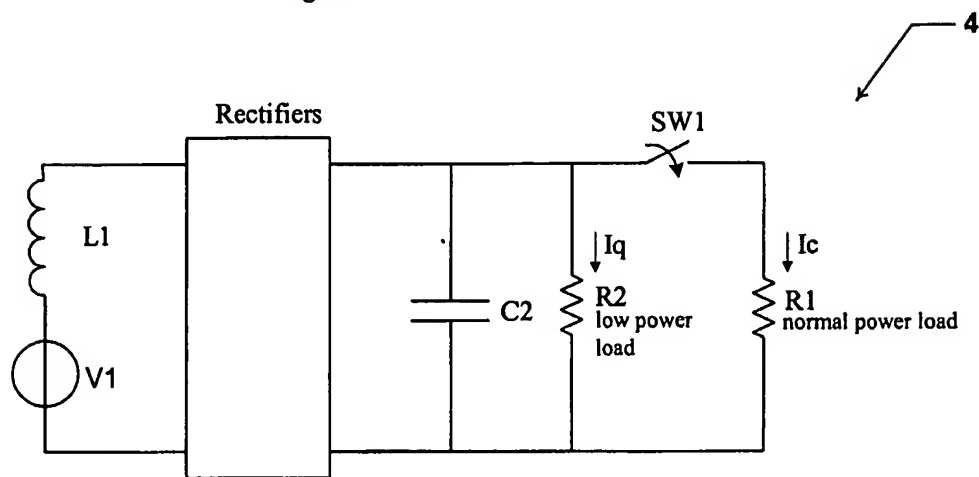 4
Rectifiers
SW1
L1
Iq
Ic
C2
R2
low power
load
R1
normal power load
V1